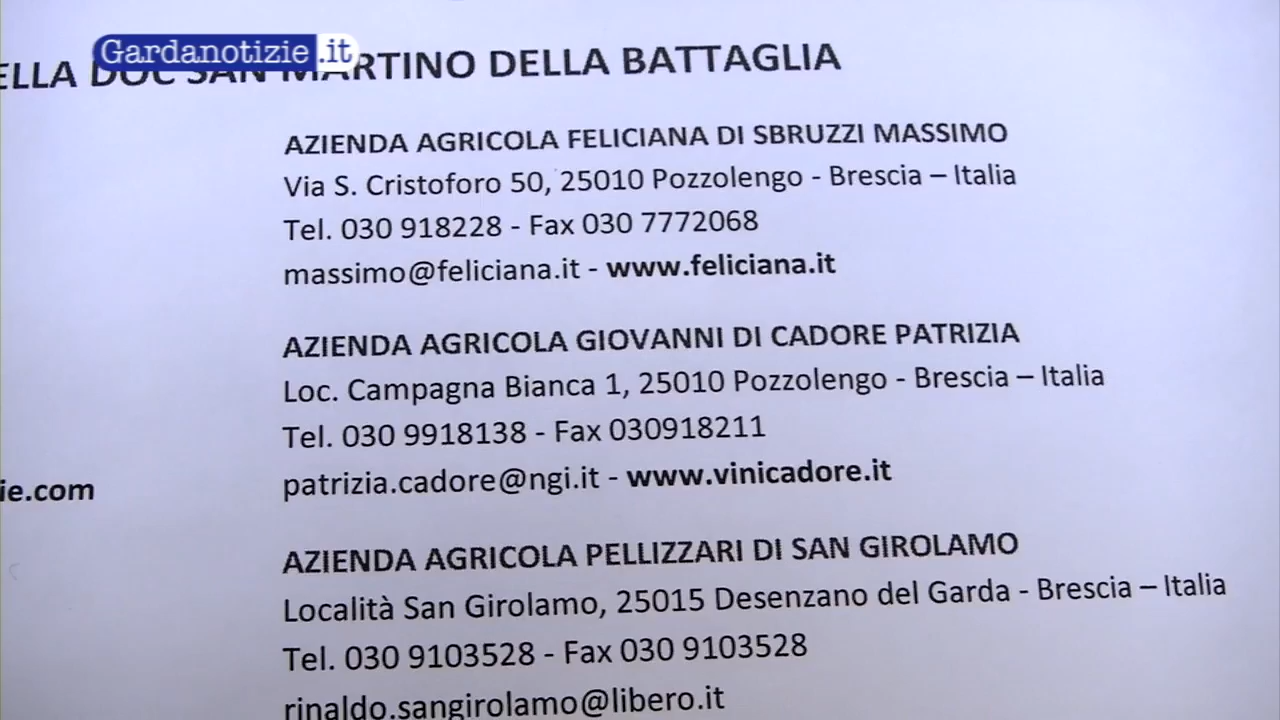 Gardanotizie.it
ELLA DOC SAN MARTINO DELLA BATTAGLIA
AZIENDA AGRICOLA FELICIANA DI SBRUZZI MASSIMO
Via S. Cristoforo 50, 25010 Pozzolengo - Brescia – Italia
Tel. 030 918228 - Fax 030 7772068
massimo@feliciana.it - www.feliciana.it
AZIENDA AGRICOLA GIOVANNI DI CADORE PATRIZIA
Loc. Campagna Bianca 1, 25010 Pozzolengo - Brescia – Italia
Tel. 030 9918138 - Fax 030918211
patrizia.cadore@ngi.it - www.vinicadore.it
ie.com
AZIENDA AGRICOLA PELLIZZARI DI SAN GIROLAMO
Località San Girolamo, 25015 Desenzano del Garda - Brescia – Italia
Tel. 030 9103528 - Fax 030 9103528
rinaldo.sangirolamo@libero.it